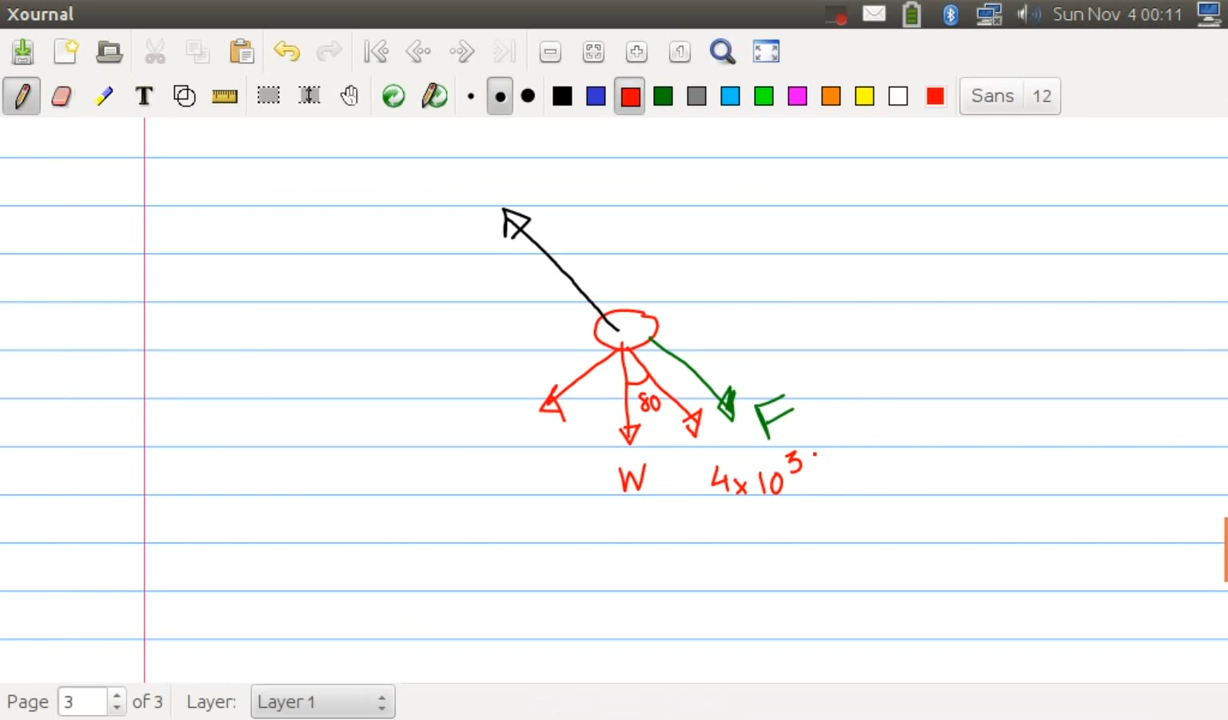 Xournal
Sun Nov 4 00:11
Sans 12
80
F
W
4x10³
Page 3 of 3 Layer: Layer 1